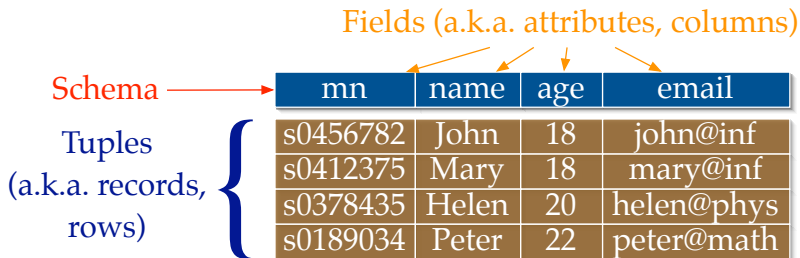 Fields (a.k.a. attributes, columns)
Schema mn name age email
Tuples
(a.k.a. records,
rows)
s0456782 John 18 john@inf
s0412375 Mary 18 mary@inf
s0378435 Helen 20 helen@phys
s0189034 Peter 22 peter@math